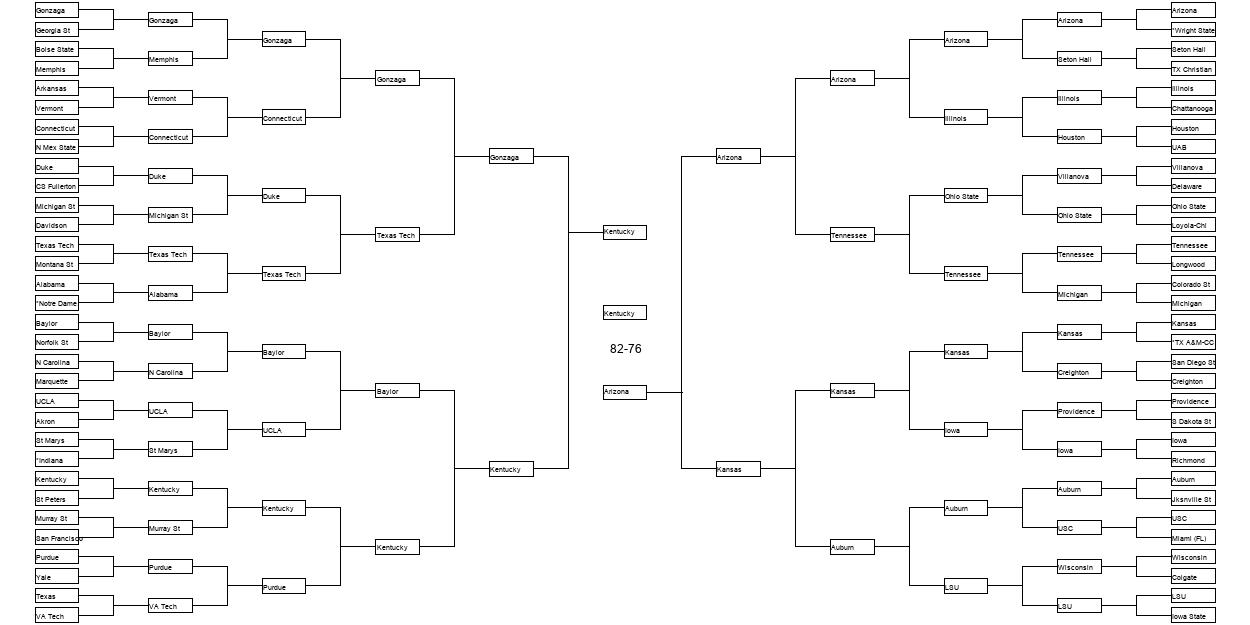 Gonzaga
Georgia St
Boise State
Memphis
Arkansas
Vermont
Connecticut
N Mex State
Duke
CS Fullerton
Michigan St
Davidson
Texas Tech
Montana St
Alabama
*Notre Dame
Baylor
Norfolk St
N Carolina
Marquette
UCLA
Akron
St Marys
*Indiana
Kentucky
St Peters
Murray St
San Francisco
Purdue
Yale
Texas
VA Tech
Gonzaga
Memphis
Vermont
Connecticut
Duke
Michigan St
Texas Tech
Alabama
Baylor
N Carolina
UCLA
St Marys
Kentucky
Murray St
Purdue
VA Tech
Gonzaga
Connecticut
Duke
Texas Tech
Baylor
UCLA
Kentucky
Purdue
Gonzaga
Texas Tech
Baylor
Kentucky
Gonzaga
Kentucky
Kentucky
Kentucky
82-76
Arizona
Arizona
Kansas
Arizona
Tennessee
Kansas
Auburn
Arizona
Illinois
Ohio State
Tennessee
Kansas
Iowa
Auburn
LSU
Arizona
Seton Hall
Illinois
Houston
Villanova
Ohio State
Tennessee
Michigan
Kansas
Creighton
Providence
Iowa
Auburn
USC
Wisconsin
LSU
Arizona
*Wright State
Seton Hall
TX Christian
Illinois
Chattanooga
Houston
UAB
Villanova
Delaware
Ohio State
Loyola-Chi
Tennessee
Longwood
Colorado St
Michigan
Kansas
*TX A&M-CC
San Diego St
Creighton
Providence
S Dakota St
Iowa
Richmond
Auburn
Jksnville St
USC
Miami (FL)
Wisconsin
Colgate
LSU
Iowa State